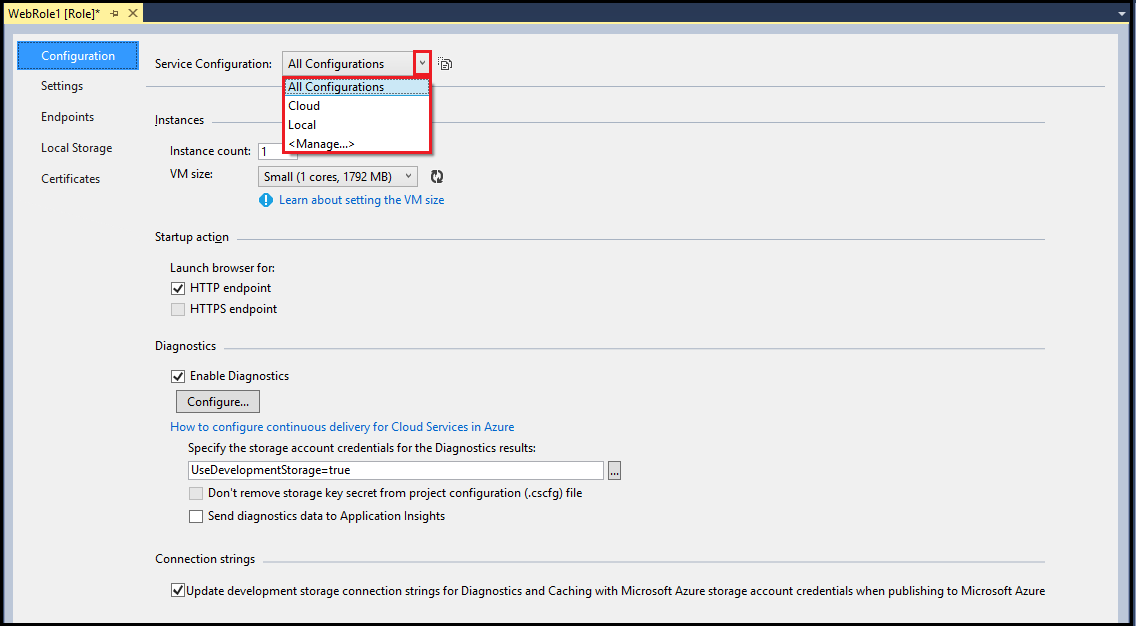 WebRole1 [Role]*
Configuration
Settings
Endpoints
Local Storage
Certificates
Service Configuration: All Configurations
All Configurations
Cloud
Local
<Manage...>
Instances
Instance count: 1
VM size: Small (1 cores, 1792 MB)
Learn about setting the VM size
Startup action
Launch browser for:
HTTP endpoint
HTTPS endpoint
Diagnostics
Enable Diagnostics
Configure...
How to configure continuous delivery for Cloud Services in Azure
Specify the storage account credentials for the Diagnostics results:
UseDevelopmentStorage=true ...
Don't remove storage key secret from project configuration (.cscfg) file
Send diagnostics data to Application Insights
Connection strings
Update development storage connection strings for Diagnostics and Caching with Microsoft Azure storage account credentials when publishing to Microsoft Azure